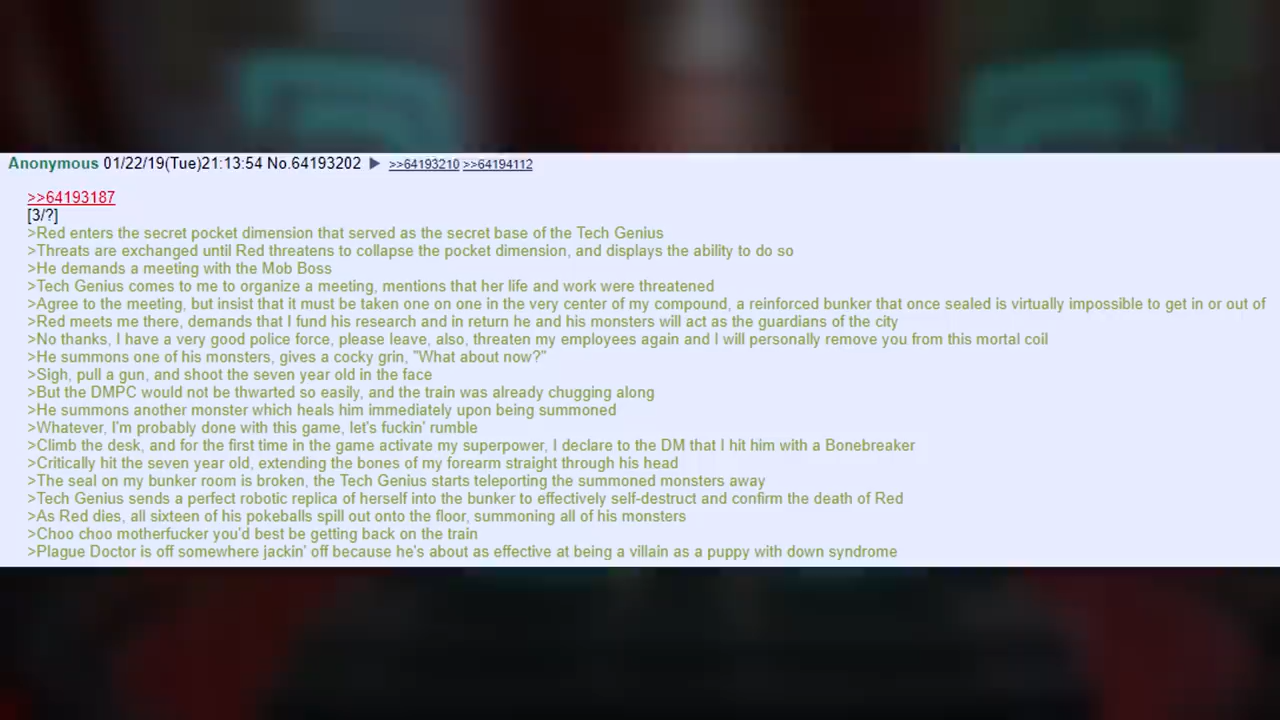 Anonymous 01/22/19(Tue)21:13:54 No.64193202 ▶ >>64193210 >>64194112
>>64193187
[3/?]
>Red enters the secret pocket dimension that served as the secret base of the Tech Genius
>Threats are exchanged until Red threatens to collapse the pocket dimension, and displays the ability to do so
>He demands a meeting with the Mob Boss
>Tech Genius comes to me to organize a meeting, mentions that her life and work were threatened
>Agree to the meeting, but insist that it must be taken one on one in the very center of my compound, a reinforced bunker that once sealed is virtually impossible to get in or out of
>Red meets me there, demands that I fund his research and in return he and his monsters will act as the guardians of the city
>No thanks, I have a very good police force, please leave, also, threaten my employees again and I will personally remove you from this mortal coil
>He summons one of his monsters, gives a cocky grin, "What about now?"
>Sigh, pull a gun, and shoot the seven year old in the face
>But the DMPC would not be thwarted so easily, and the train was already chugging along
>He summons another monster which heals him immediately upon being summoned
>Whatever, I'm probably done with this game, let's fuckin' rumble
>Climb the desk, and for the first time in the game activate my superpower, I declare to the DM that I hit him with a Bonebreaker
>Critically hit the seven year old, extending the bones of my forearm straight through his head
>The seal on my bunker room is broken, the Tech Genius starts teleporting the summoned monsters away
>Tech Genius sends a perfect robotic replica of herself into the bunker to effectively self-destruct and confirm the death of Red
>As Red dies, all sixteen of his pokeballs spill out onto the floor, summoning all of his monsters
>Choo choo motherfucker you'd best be getting back on the train
>Plague Doctor is off somewhere jackin' off because he's about as effective at being a villain as a puppy with down syndrome